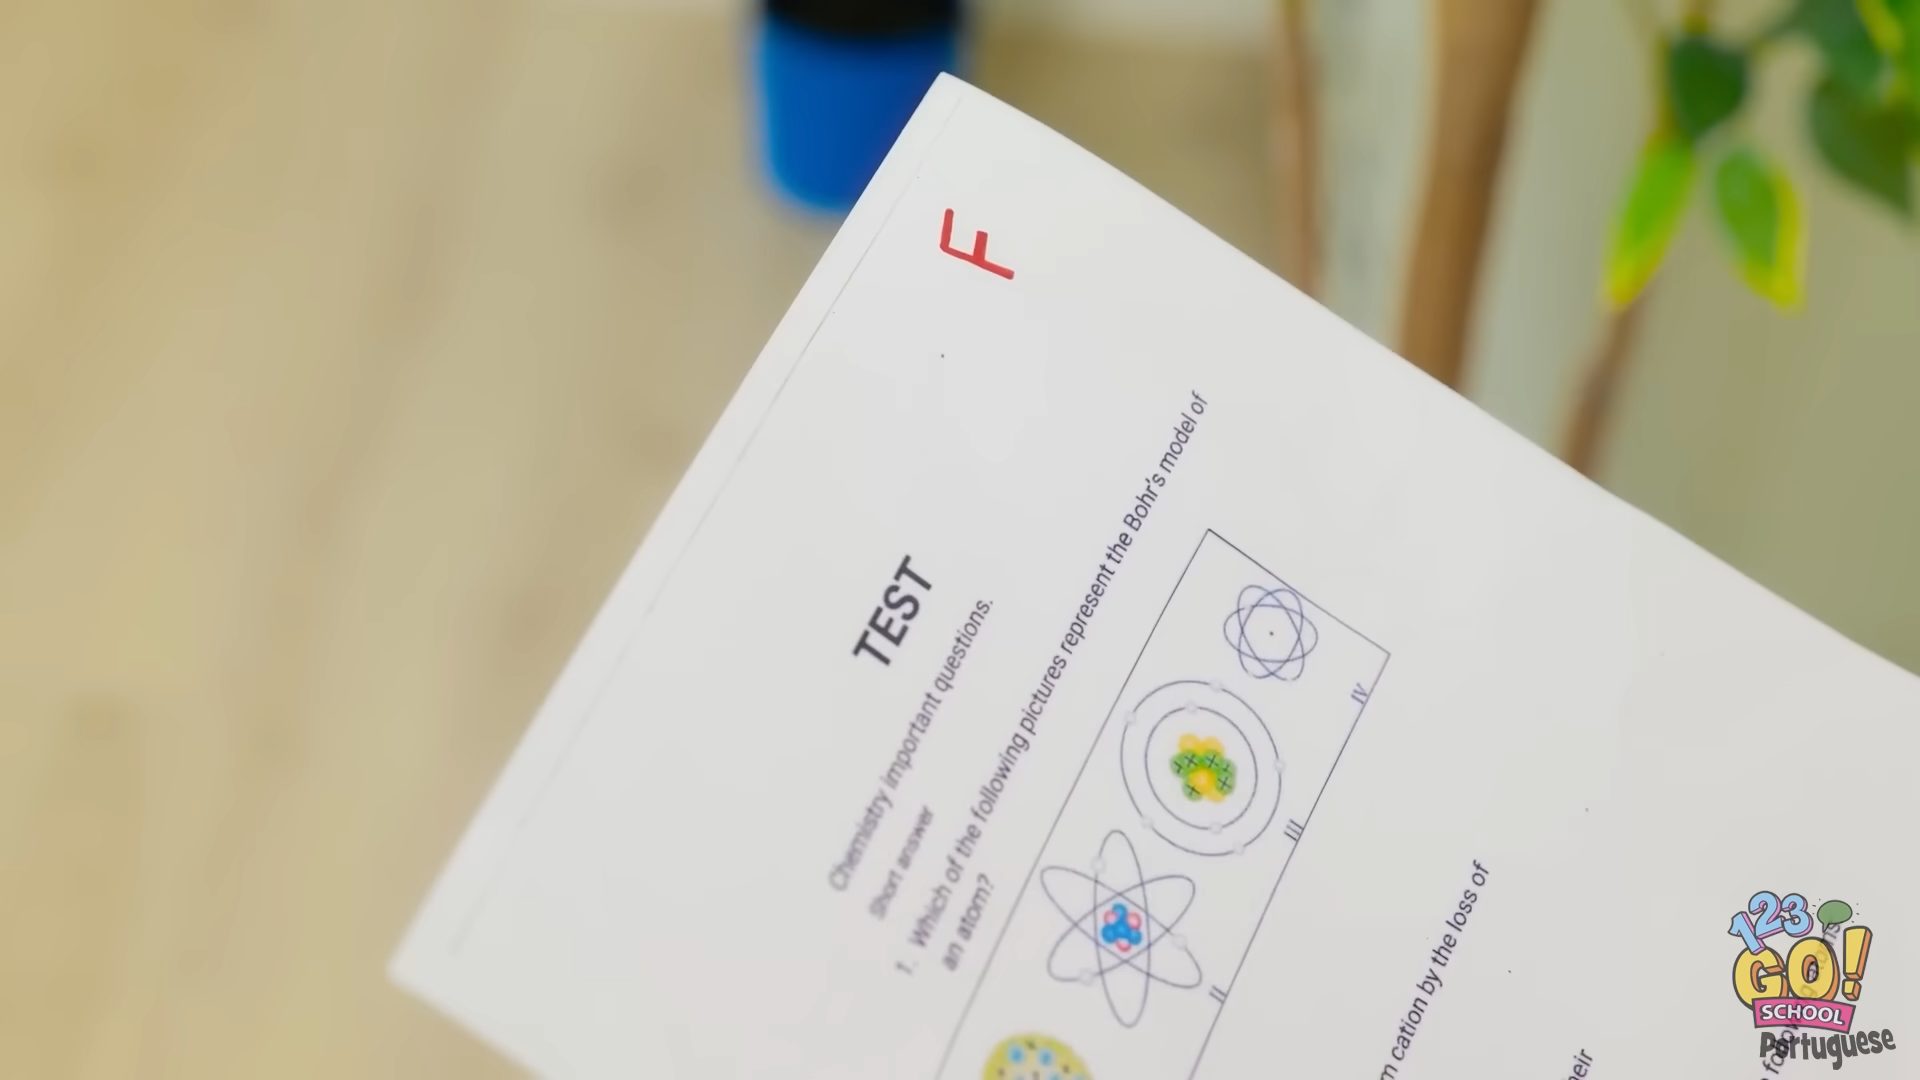 F
TEST
Chemistry important questions.
Short answer
1. Which of the following pictures represent the Bohr's model of
an atom?
II
III
IV
cation by the loss of
123
GO!
SCHOOL
Portuguese